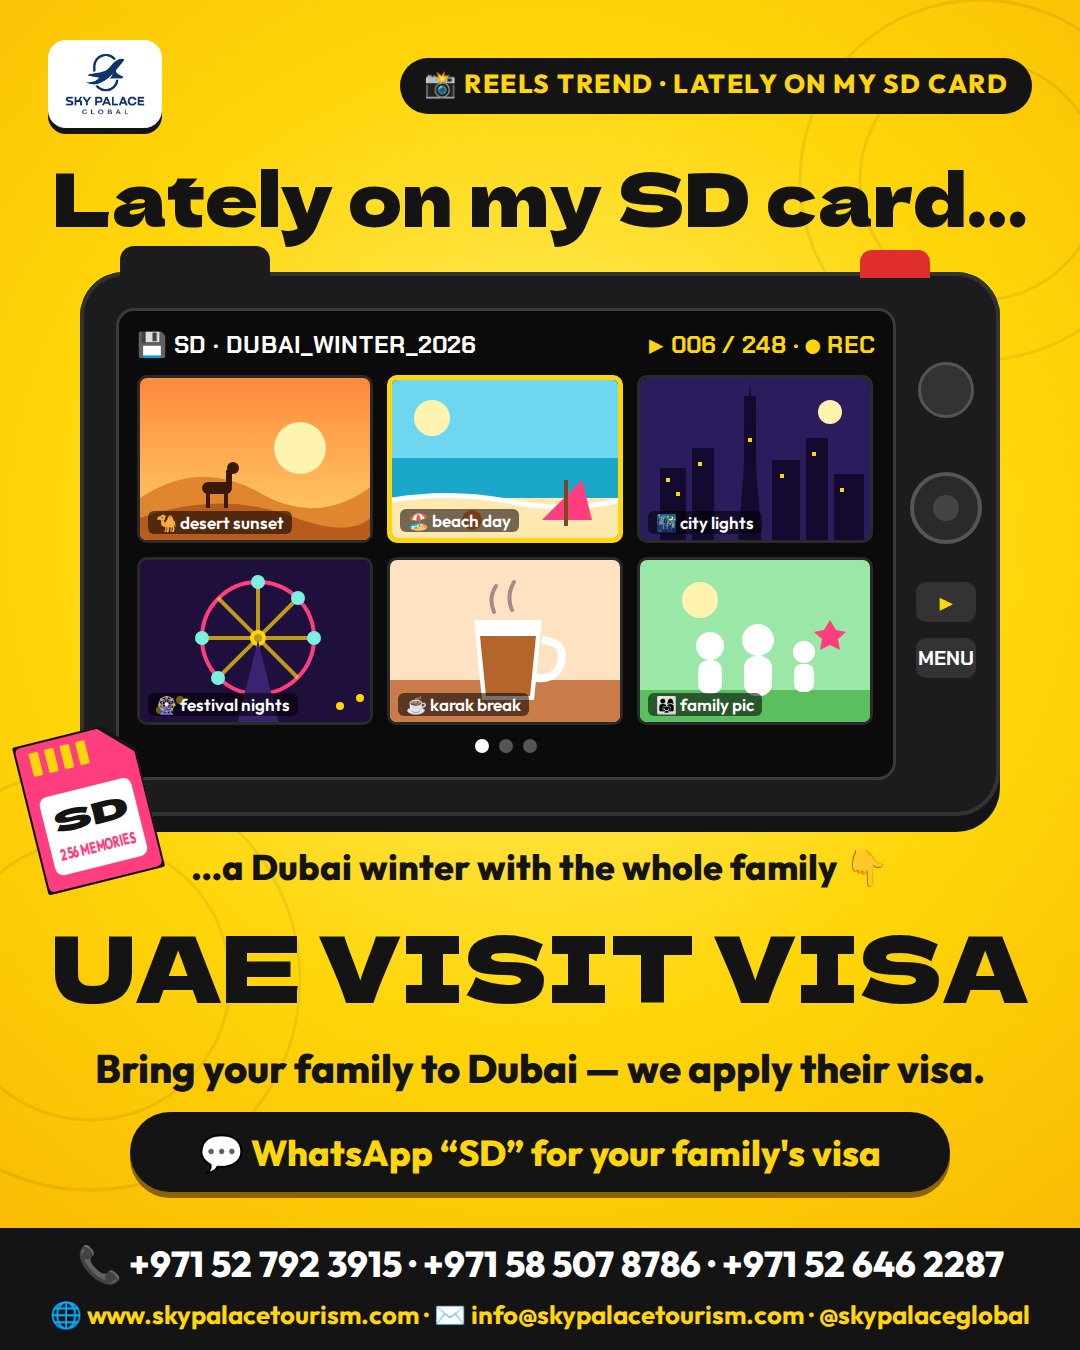 SKY PALACE
GLOBAL
📸 REELS TREND · LATELY ON MY SD CARD
Lately on my SD card...
💾 SD · DUBAI_WINTER_2026
▶ 006 / 248 · ● REC
🐪 desert sunset
🏖️ beach day
🌃 city lights
🎡 festival nights
☕ karak break
👨‍👩‍👧 family pic
▶
MENU
SD
256 MEMORIES
...a Dubai winter with the whole family 👇
UAE VISIT VISA
Bring your family to Dubai — we apply their visa.
💬 WhatsApp “SD” for your family's visa
📞 +971 52 792 3915 · +971 58 507 8786 · +971 52 646 2287
🌐 www.skypalacetourism.com · ✉️ info@skypalacetourism.com · @skypalaceglobal